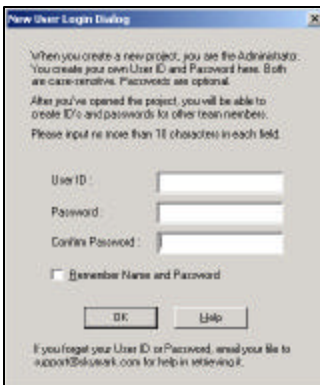 New User Login Dialog
When you create a new project, you are the Administrator.
You create your own User ID and Password here. Both
are case-sensitive. Passwords are optional.
After you've opened the project, you will be able to
create ID's and passwords for other team members.
Please input no more than 10 characters in each field.
User ID :
Password :
Confirm Password :
Remember Name and Password
OK
Help
If you forget your User ID or Password, email your file to
support@skymark.com for help in retrieving it.